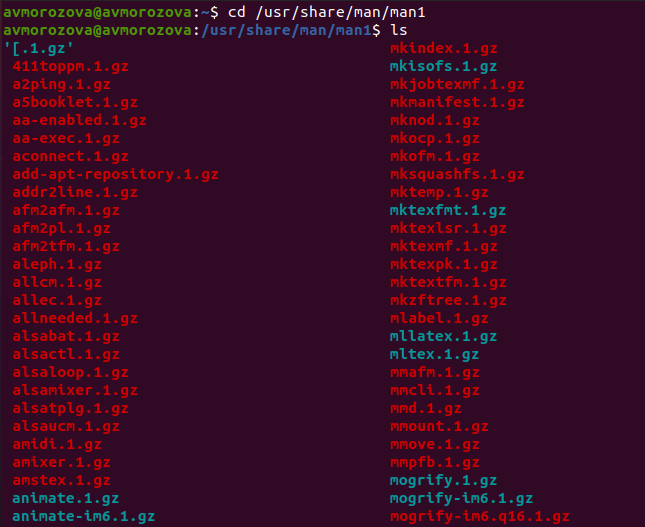 avmorozova@avmorozova:~$ cd /usr/share/man/man1
avmorozova@avmorozova:/usr/share/man/man1$ ls
'[.1.gz' mkindex.1.gz
411toppm.1.gz mkisofs.1.gz
a2ping.1.gz mkjobtexmf.1.gz
a5booklet.1.gz mkmanifest.1.gz
aa-enabled.1.gz mknod.1.gz
aa-exec.1.gz mkocp.1.gz
aconnect.1.gz mkofm.1.gz
add-apt-repository.1.gz mksquashfs.1.gz
addr2line.1.gz mktemp.1.gz
afm2afm.1.gz mktexfmt.1.gz
afm2pl.1.gz mktexlsr.1.gz
afm2tfm.1.gz mktexmf.1.gz
aleph.1.gz mktexpk.1.gz
allcm.1.gz mktextfm.1.gz
allec.1.gz mkzftree.1.gz
allneeded.1.gz mlabel.1.gz
alsabat.1.gz mllatex.1.gz
alsactl.1.gz mltex.1.gz
alsaloop.1.gz mmafm.1.gz
alsamixer.1.gz mmcli.1.gz
alsatplg.1.gz mmd.1.gz
alsaucm.1.gz mmount.1.gz
amidi.1.gz mmove.1.gz
amixer.1.gz mmpfb.1.gz
amstex.1.gz mogrify.1.gz
animate.1.gz mogrify-im6.1.gz
animate-im6.1.gz mogrify-im6.q16.1.gz